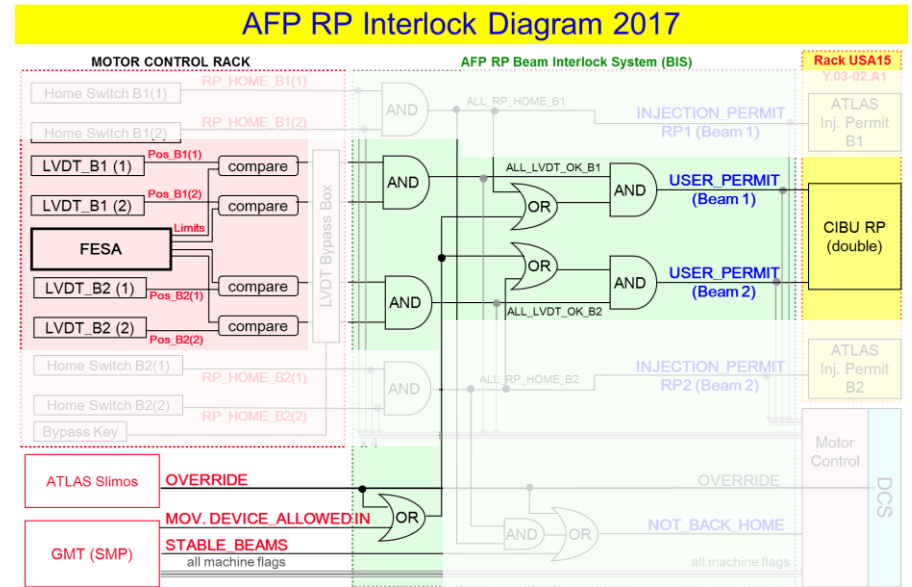 AFP RP Interlock Diagram 2017
MOTOR CONTROL RACK
AFP RP Beam Interlock System (BIS)
Rack USA15
Y.03-02.A1
Home Switch B1(1)
RP_HOME_B1(1)
AND
ALL_RP_HOME_B1
INJECTION_PERMIT
RP1 (Beam 1)
ATLAS
Inj. Permit
B1
Home Switch B1(2)
RP_HOME_B1(2)
LVDT_B1 (1)
Pos_B1(1)
compare
AND
ALL_LVDT_OK_B1
AND
USER_PERMIT
(Beam 1)
LVDT_B1 (2)
Pos_B1(2)
compare
OR
Limits
FESA
LVDT Bypass Box
CIBU RP
(double)
OR
LVDT_B2 (1)
Pos_B2(1)
compare
AND
AND
USER_PERMIT
(Beam 2)
ALL_LVDT_OK_B2
LVDT_B2 (2)
Pos_B2(2)
compare
Home Switch B2(1)
RP_HOME_B2(1)
AND
ALL_RP_HOME_B2
INJECTION_PERMIT
RP2 (Beam 2)
ATLAS
Inj. Permit
B2
Home Switch B2(2)
RP_HOME_B2(2)
Bypass Key
x 4
Motor
Control
DCS
ATLAS Slimos
OVERRIDE
OVERRIDE
MOV. DEVICE_ALLOWED IN
OR
GMT (SMP)
STABLE_BEAMS
AND
OR
NOT_BACK_HOME
all machine flags
all machine flags